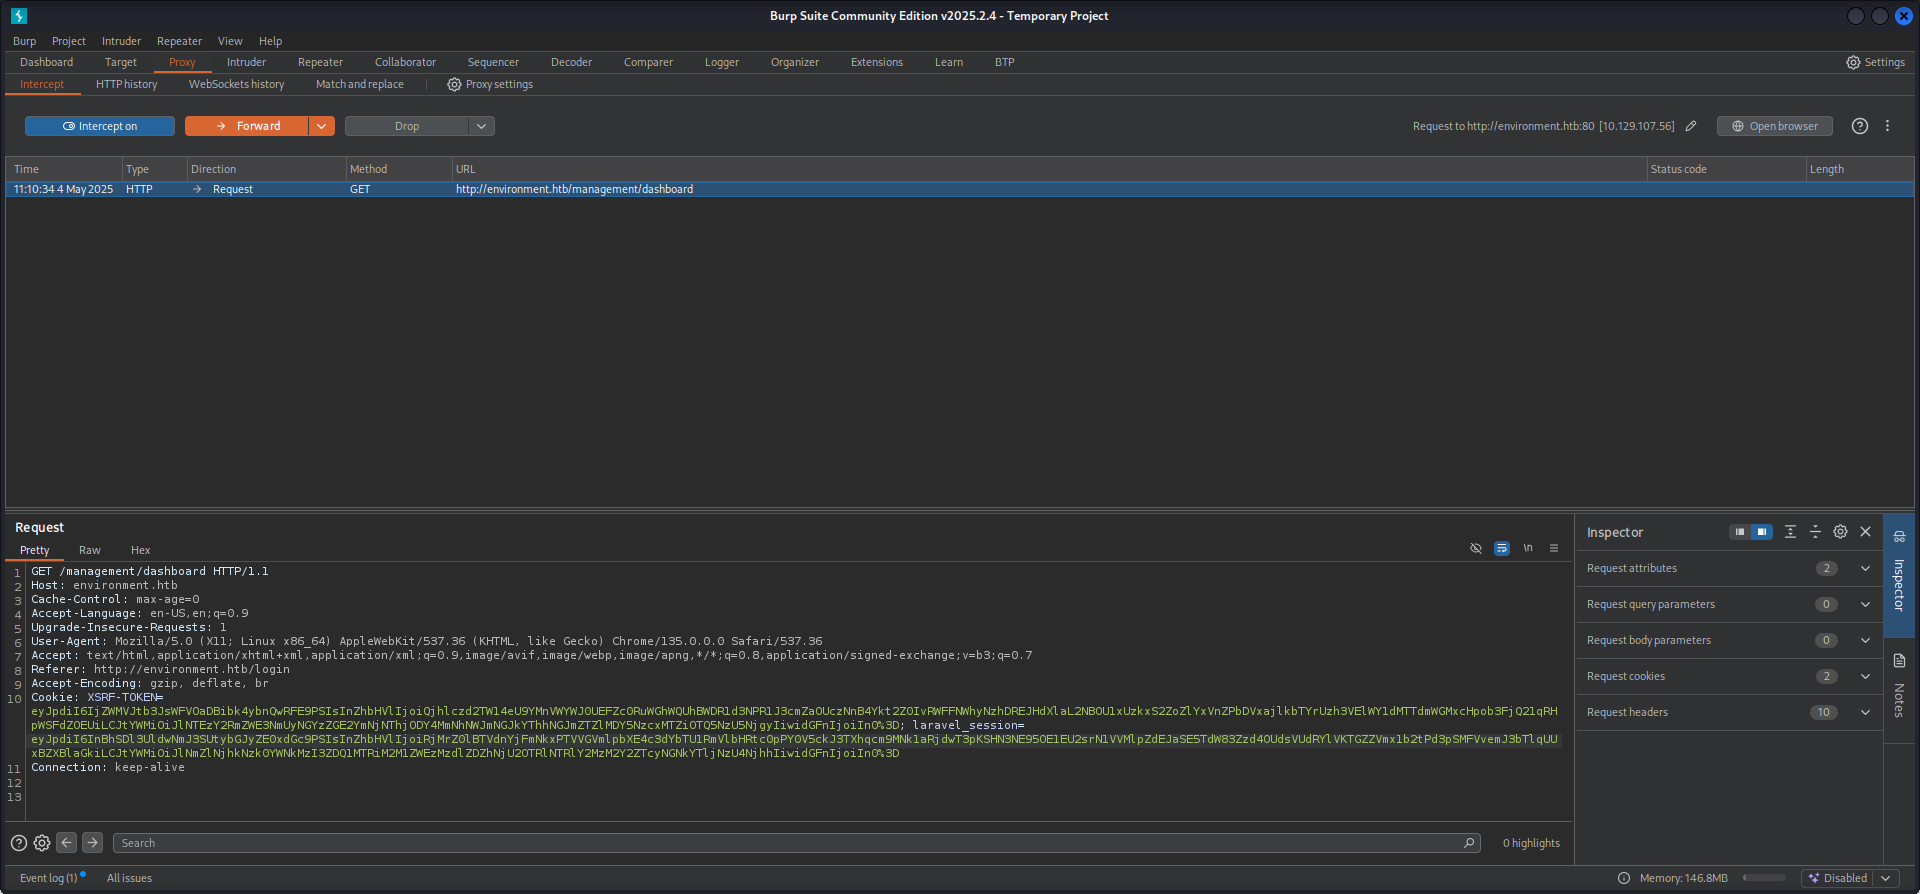 Burp Suite Community Edition v2025.2.4 - Temporary Project
Burp Project Intruder Repeater View Help
Dashboard Target Proxy Intruder Repeater Collaborator Sequencer Decoder Comparer Logger Organizer Extensions Learn BTP Settings
Intercept HTTP history WebSockets history Match and replace Proxy settings
Intercept on Forward Drop Request to http://environment.htb:80 [10.129.107.56] Open browser
Time Type Direction Method URL Status code Length
11:10:34 4 May 2025 HTTP → Request GET http://environment.htb/management/dashboard
Request
Pretty Raw Hex \n
1 GET /management/dashboard HTTP/1.1
2 Host: environment.htb
3 Cache-Control: max-age=0
4 Accept-Language: en-US,en;q=0.9
5 Upgrade-Insecure-Requests: 1
6 User-Agent: Mozilla/5.0 (X11; Linux x86_64) AppleWebKit/537.36 (KHTML, like Gecko) Chrome/135.0.0.0 Safari/537.36
7 Accept: text/html,application/xhtml+xml,application/xml;q=0.9,image/avif,image/webp,image/apng,*/*;q=0.8,application/signed-exchange;v=b3;q=0.7
8 Referer: http://environment.htb/login
9 Accept-Encoding: gzip, deflate, br
10 Cookie: XSRF-TOKEN=
; laravel_session=
11 Connection: keep-alive
12
13
Inspector
Request attributes 2
Request query parameters 0
Request body parameters 0
Request cookies 2
Request headers 10
Inspector
Notes
Search 0 highlights
Event log (1) All issues Memory: 146.8MB Disabled